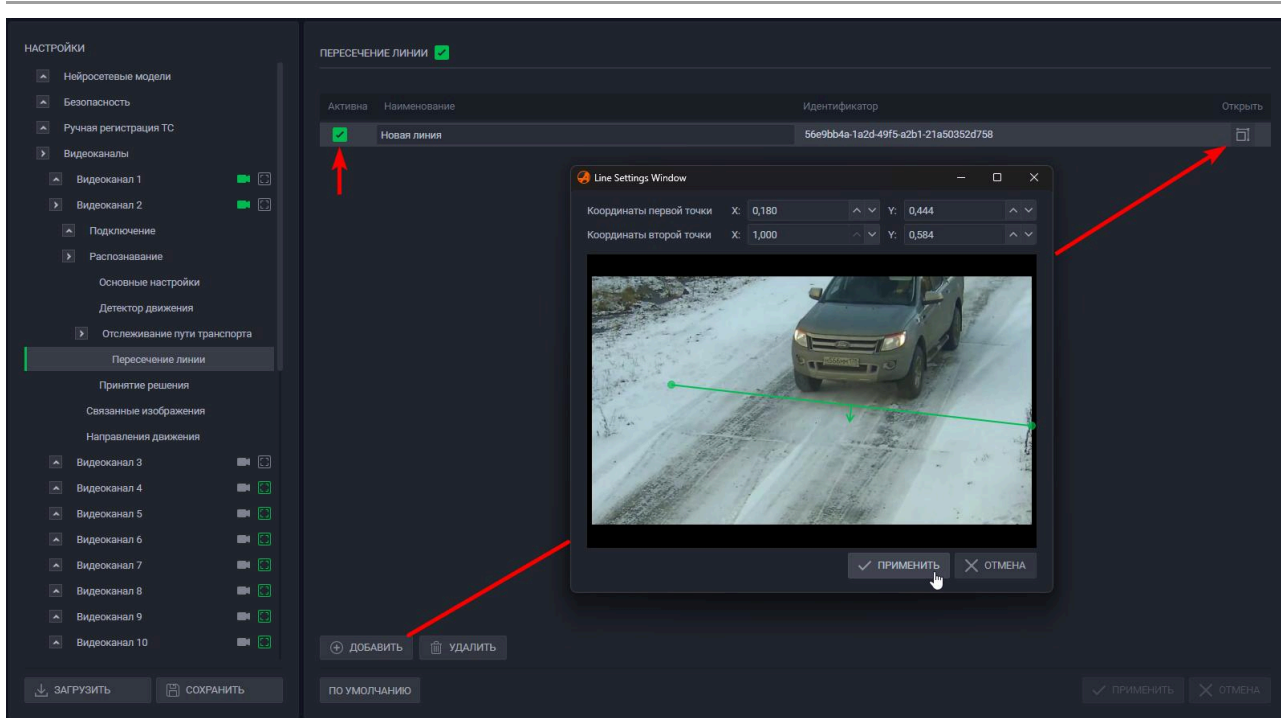 НАСТРОЙКИ
Нейросетевые модели
Безопасность
Ручная регистрация ТС
Видеоканалы
Видеоканал 1
Видеоканал 2
Подключение
Распознавание
Основные настройки
Детектор движения
Отслеживание пути транспорта
Пересечение линии
Принятие решения
Связанные изображения
Направления движения
Видеоканал 3
Видеоканал 4
Видеоканал 5
Видеоканал 6
Видеоканал 7
Видеоканал 8
Видеоканал 9
Видеоканал 10
ЗАГРУЗИТЬ СОХРАНИТЬ
ПЕРЕСЕЧЕНИЕ ЛИНИИ
Активна Наименование Идентификатор Открыть
Новая линия 56e9bb4a-1a2d-49f5-a2b1-21a50352d758
Line Settings Window
Координаты первой точки X: 0,180 Y: 0,444
Координаты второй точки X: 1,000 Y: 0,584
ПРИМЕНИТЬ ОТМЕНА
ДОБАВИТЬ УДАЛИТЬ
ПО УМОЛЧАНИЮ ПРИМЕНИТЬ ОТМЕНА